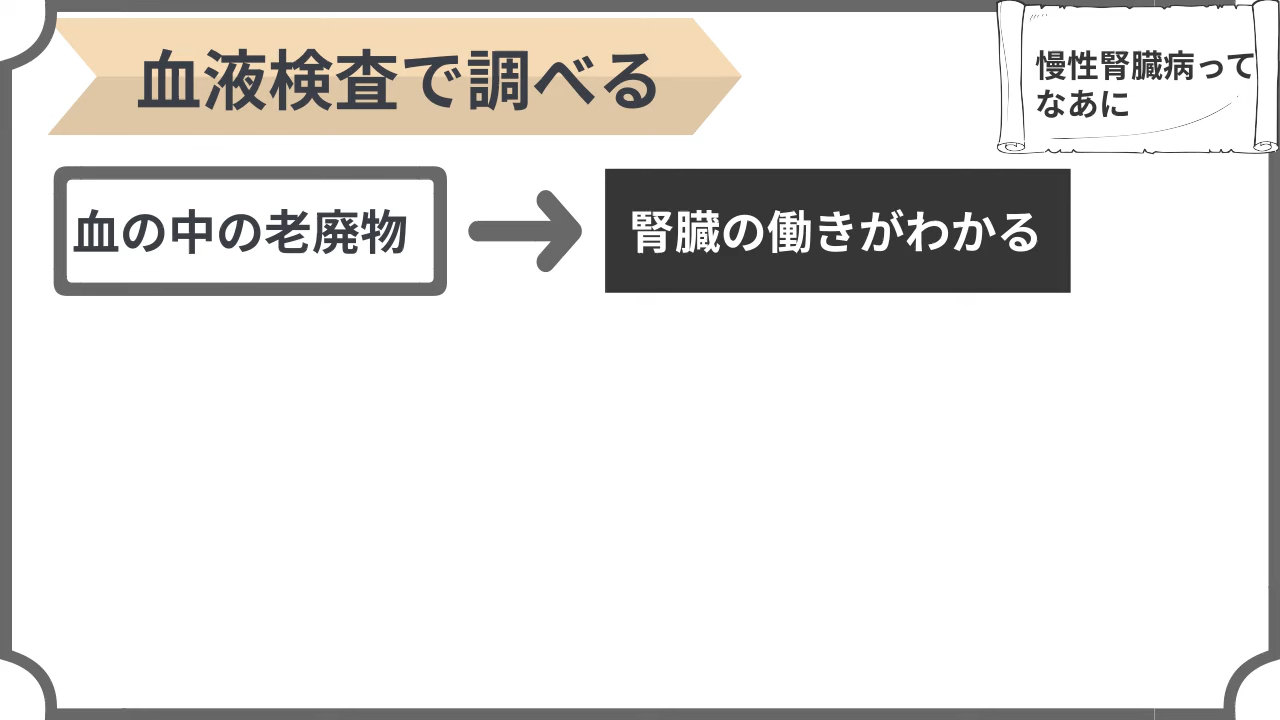 血液検査で調べる
慢性腎臓病って
なあに
血の中の老廃物
腎臓の働きがわかる